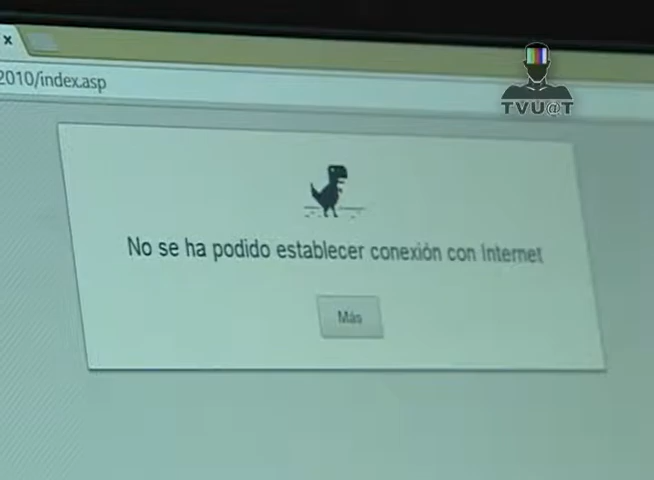 x
2010/index.asp
TVU@T
No se ha podido establecer conexión con Internet
Más